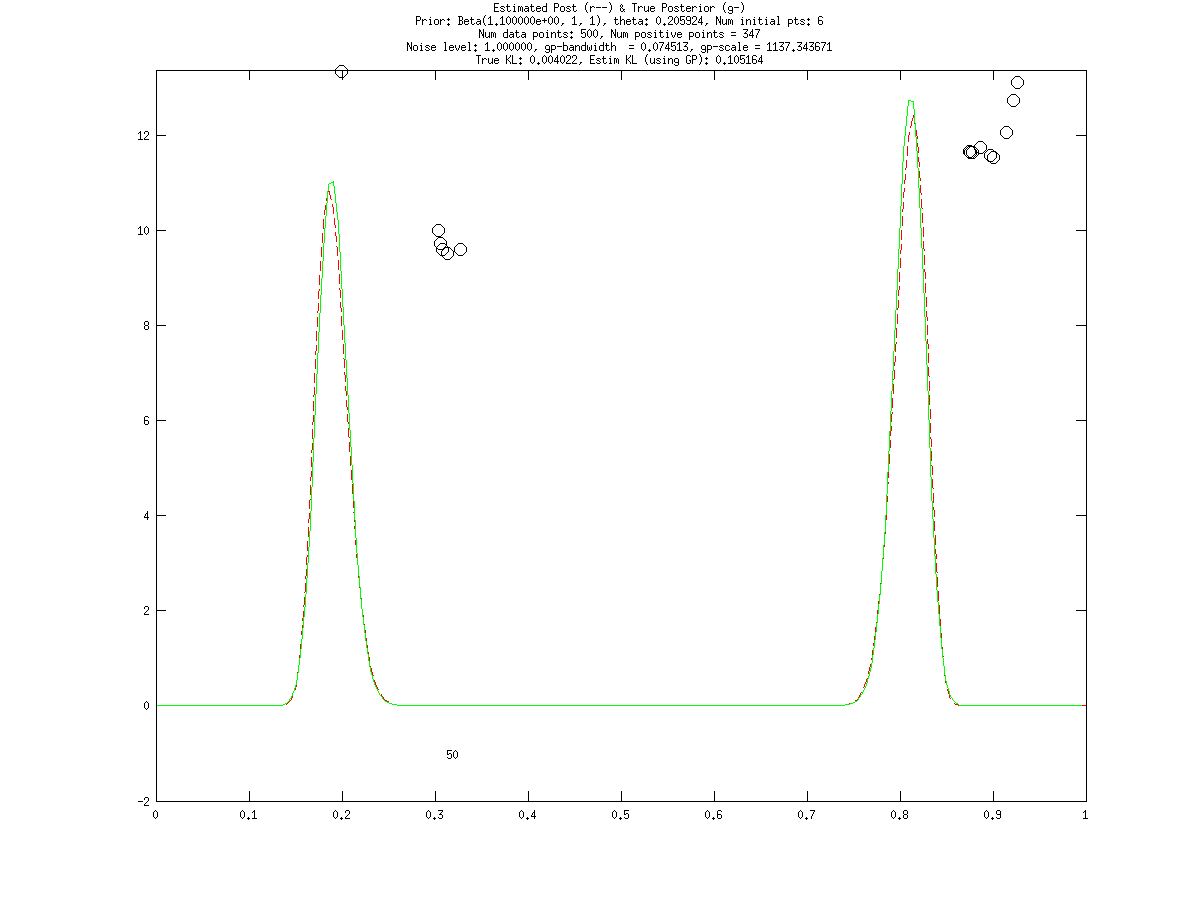 Estimated Post (r--) & True Posterior (g-)
Prior: Beta(1.100000e+00, 1, 1), theta: 0.205924, Num initial pts: 6
Num data points: 500, Num positive points = 347
Noise level: 1.000000, gp-bandwidth  = 0.074513, gp-scale = 1137.343671
True KL: 0.004022, Estim KL (using GP): 0.105164
12
10
8
6
4
2
0
50
-2
0 0.1 0.2 0.3 0.4 0.5 0.6 0.7 0.8 0.9 1